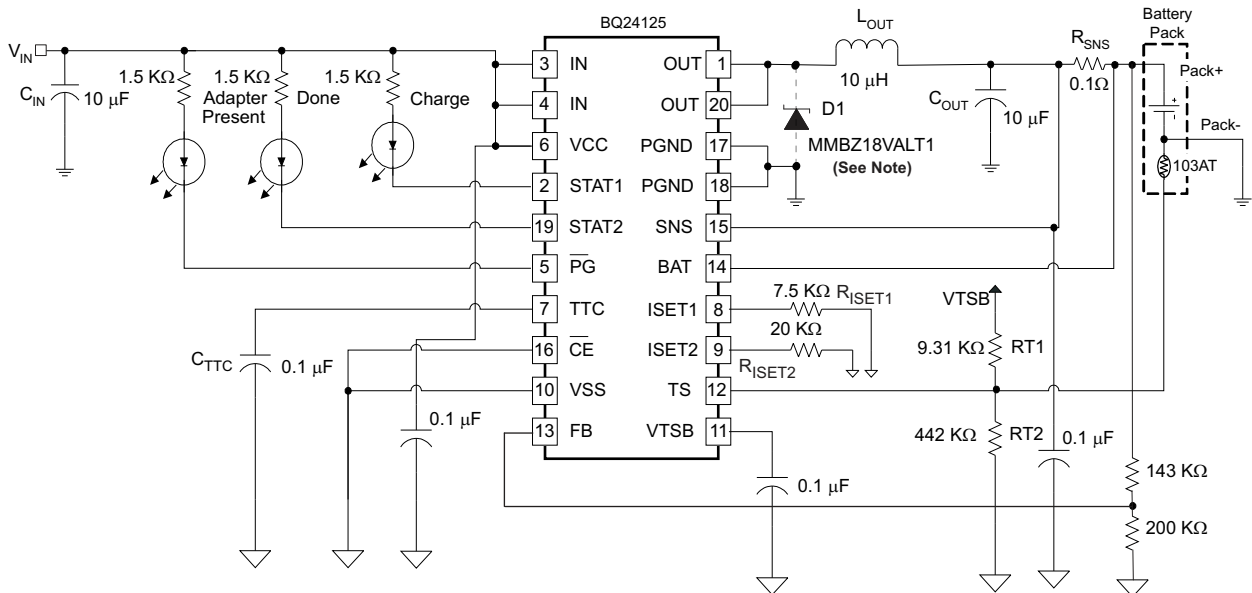 BQ24125
V_IN
C_IN
10 μF
1.5 KΩ
Adapter
Present
1.5 KΩ
Done
1.5 KΩ
Charge
3 IN
4 IN
6 VCC
2 STAT1
19 STAT2
5 P̅G̅
7 TTC
16 C̅E̅
10 VSS
13 FB
OUT 1
OUT 20
PGND 17
PGND 18
SNS 15
BAT 14
ISET1 8
ISET2 9
TS 12
VTSB 11
L_OUT
10 μH
D1
MMBZ18VALT1
(See Note)
C_OUT
10 μF
R_SNS
0.1Ω
Battery
Pack
Pack+
Pack-
103AT
7.5 KΩ
R_ISET1
20 KΩ
R_ISET2
VTSB
9.31 KΩ
RT1
442 KΩ
RT2
0.1 μF
143 KΩ
200 KΩ
C_TTC
0.1 μF
0.1 μF
0.1 μF